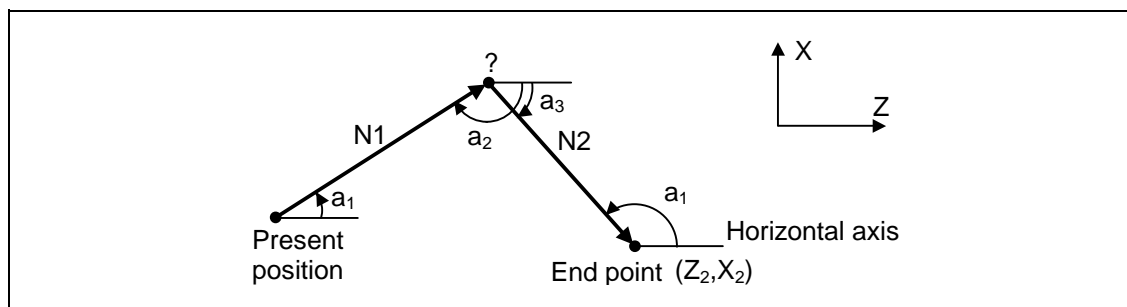 X
Z
?
a₃
a₂
N1
N2
a₁
a₁
Present
position
Horizontal axis
End point (Z₂,X₂)